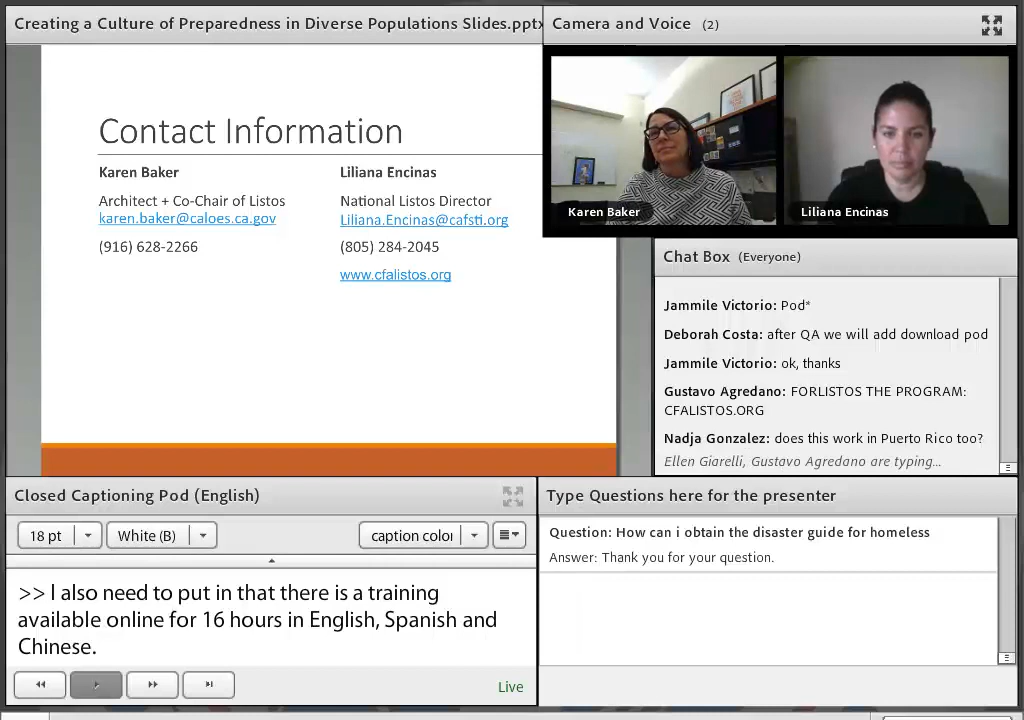 Creating a Culture of Preparedness in Diverse Populations Slides.pptx
Camera and Voice (2)
Contact Information
Karen Baker
Architect + Co-Chair of Listos
karen.baker@caloes.ca.gov
(916) 628-2266
Liliana Encinas
National Listos Director
Liliana.Encinas@cafsti.org
(805) 284-2045
www.cfalistos.org
Karen Baker
Liliana Encinas
Chat Box (Everyone)
Jammile Victorio: Pod*
Deborah Costa: after QA we will add download pod
Jammile Victorio: ok, thanks
Gustavo Agredano: FORLISTOS THE PROGRAM:
CFALISTOS.ORG
Nadja Gonzalez: does this work in Puerto Rico too?
Ellen Giarelli, Gustavo Agredano are typing...
Closed Captioning Pod (English)
18 pt
White (B)
caption color
>> I also need to put in that there is a training
available online for 16 hours in English, Spanish and
Chinese.
Live
Type Questions here for the presenter
Question: How can i obtain the disaster guide for homeless
Answer: Thank you for your question.